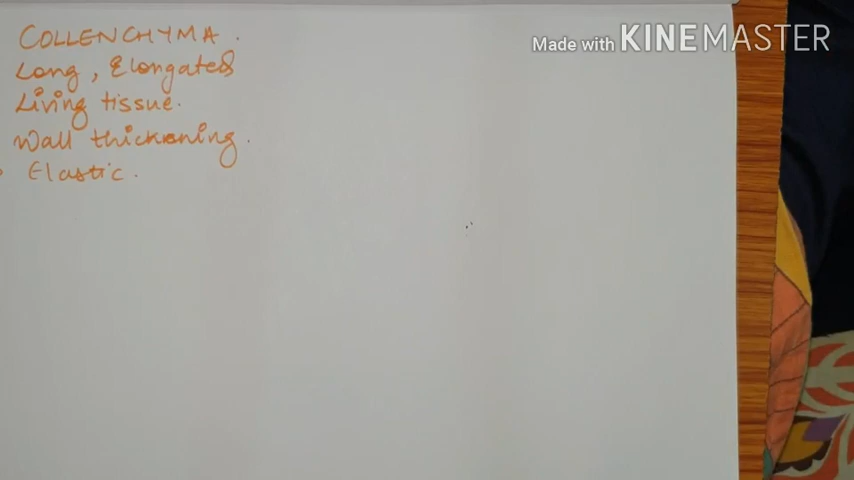 COLLENCHYMA.
Made with KINEMASTER
Long, Elongated
Living tissue.
Wall thickening.
Elastic.